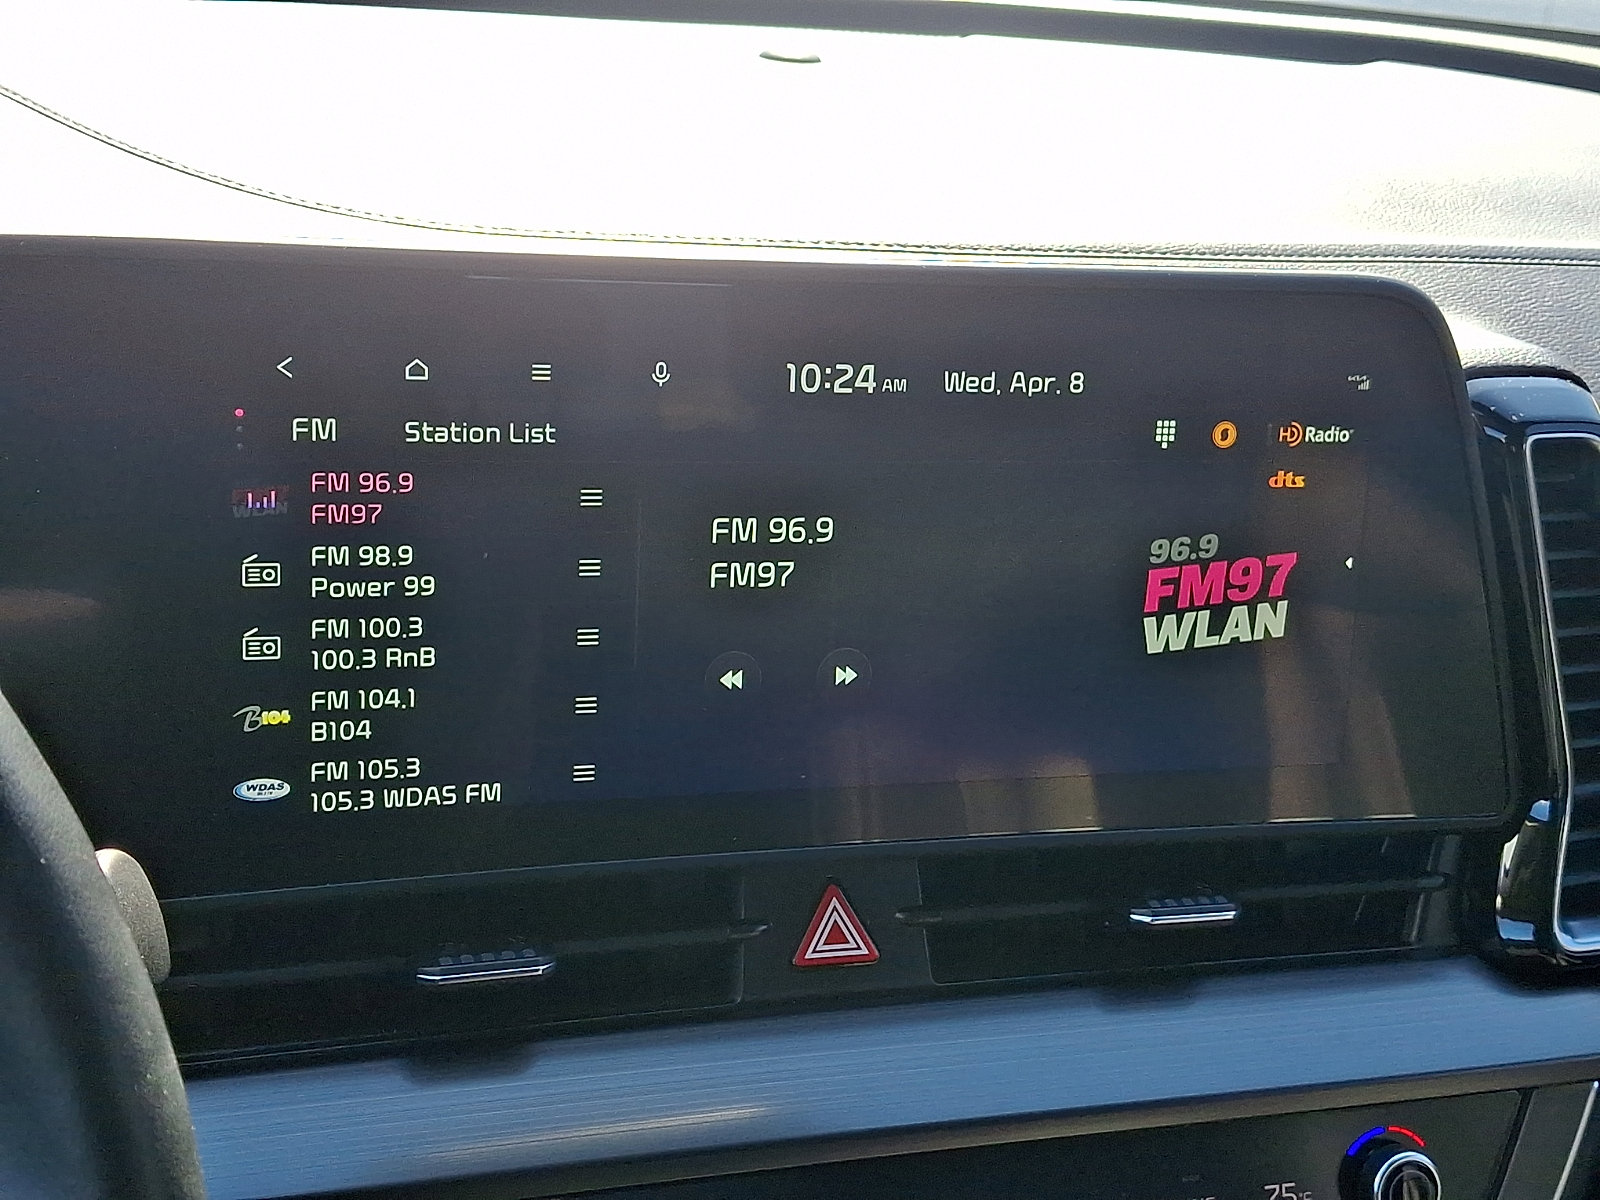 10:24 AM Wed, Apr. 8
FM Station List
HD Radio
dts
FM 96.9
FM97
WLAN
FM 98.9
Power 99
FM 100.3
100.3 RnB
B104
FM 104.1
B104
WDAS
FM 105.3
105.3 WDAS FM
FM 96.9
FM97
96.9
FM97
WLAN
75